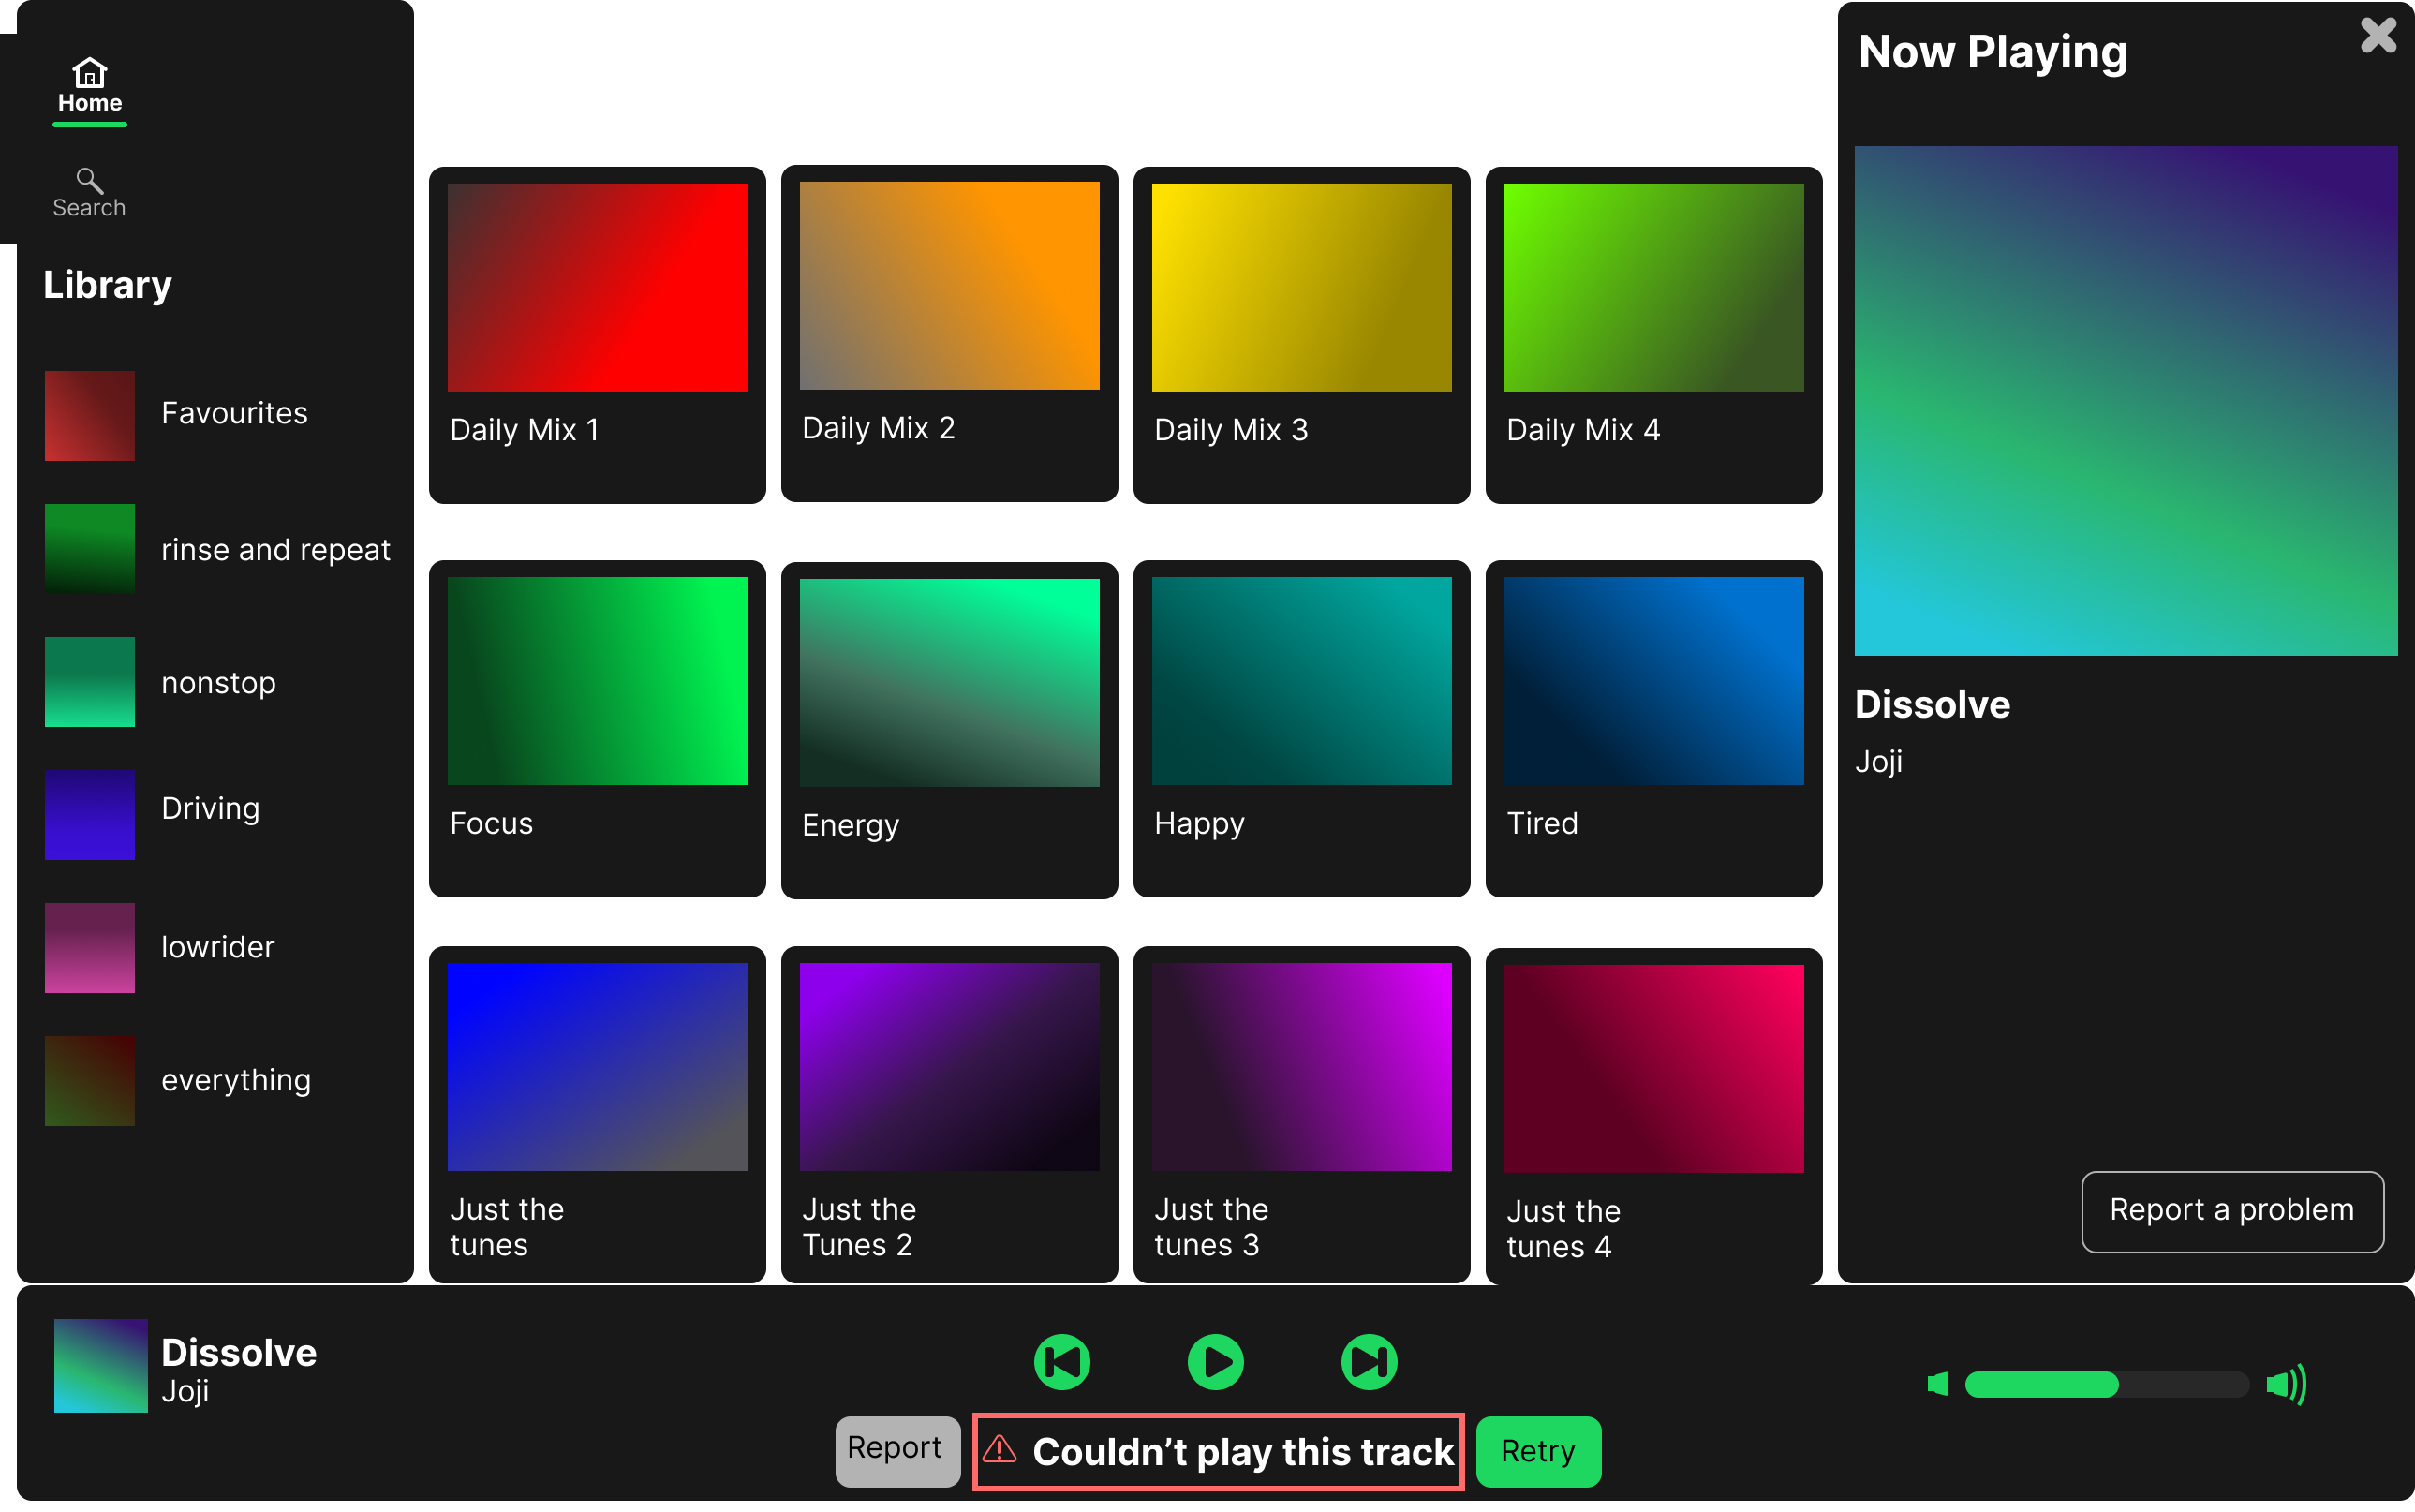 Home
Search
Library
Favourites
rinse and repeat
nonstop
Driving
lowrider
everything
Daily Mix 1
Daily Mix 2
Daily Mix 3
Daily Mix 4
Focus
Energy
Happy
Tired
Just the
tunes
Just the
Tunes 2
Just the
tunes 3
Just the
tunes 4
Now Playing
Dissolve
Joji
Report a problem
Dissolve
Joji
Report
Couldn’t play this track
Retry